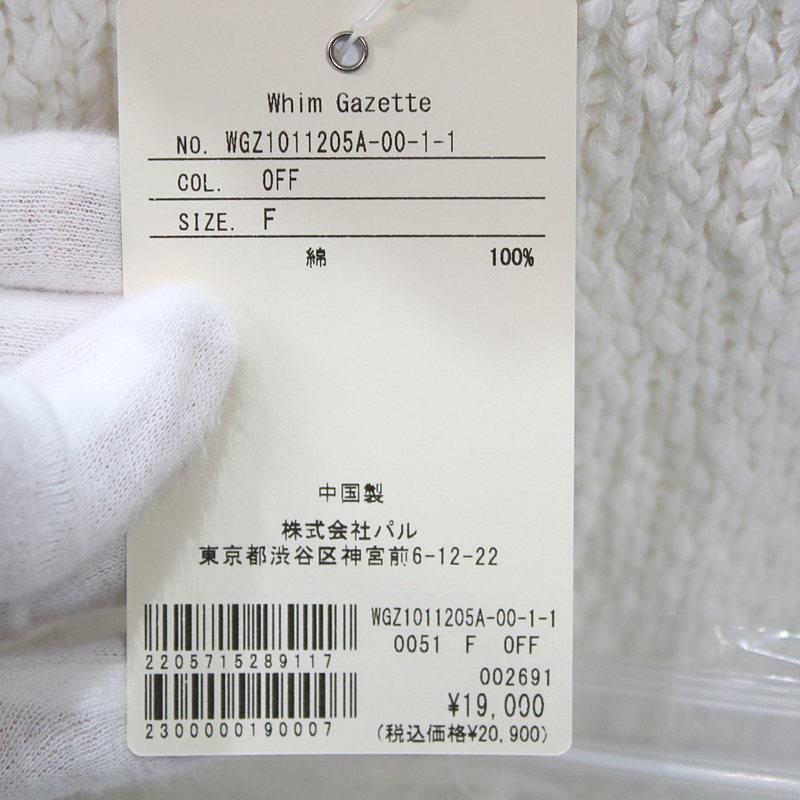 Whim Gazette
NO. WGZ1011205A-00-1-1
COL. OFF
SIZE. F
綿 100%
中国製
株式会社パル
東京都渋谷区神宮前6-12-22
WGZ1011205A-00-1-1
0051 F OFF
2205715289117
002691
¥19,000
2300000190007
(税込価格¥20,900)